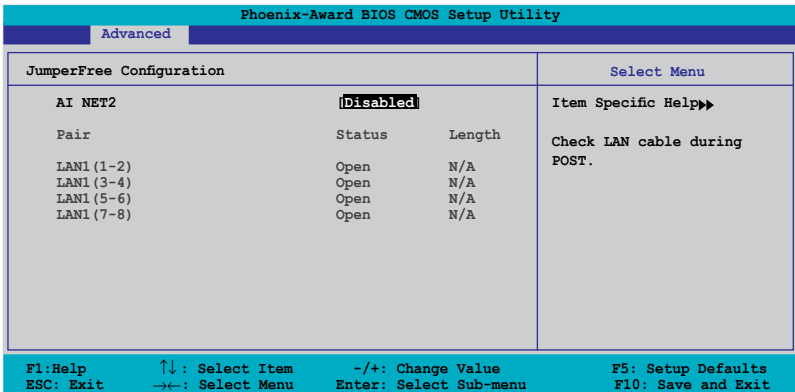 Phoenix-Award BIOS CMOS Setup Utility
Advanced
JumperFree Configuration
Select Menu
AI NET2 [Disabled]
Pair Status Length
LAN1(1-2) Open N/A
LAN1(3-4) Open N/A
LAN1(5-6) Open N/A
LAN1(7-8) Open N/A
Item Specific Help▸▸
Check LAN cable during
POST.
F1:Help ↑↓: Select Item -/+: Change Value F5: Setup Defaults
ESC: Exit →←: Select Menu Enter: Select Sub-menu F10: Save and Exit